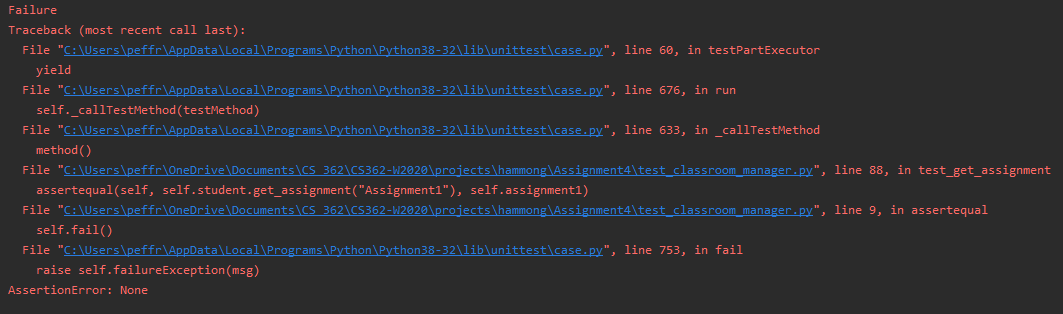 Failure
Traceback (most recent call last):
  File "C:\Users\peffr\AppData\Local\Programs\Python\Python38-32\lib\unittest\case.py", line 60, in testPartExecutor
    yield
  File "C:\Users\peffr\AppData\Local\Programs\Python\Python38-32\lib\unittest\case.py", line 676, in run
    self._callTestMethod(testMethod)
  File "C:\Users\peffr\AppData\Local\Programs\Python\Python38-32\lib\unittest\case.py", line 633, in _callTestMethod
    method()
  File "C:\Users\peffr\OneDrive\Documents\CS 362\CS362-W2020\projects\hammong\Assignment4\test_classroom_manager.py", line 88, in test_get_assignment
    assertequal(self, self.student.get_assignment("Assignment1"), self.assignment1)
  File "C:\Users\peffr\OneDrive\Documents\CS 362\CS362-W2020\projects\hammong\Assignment4\test_classroom_manager.py", line 9, in assertequal
    self.fail()
  File "C:\Users\peffr\AppData\Local\Programs\Python\Python38-32\lib\unittest\case.py", line 753, in fail
    raise self.failureException(msg)
AssertionError: None